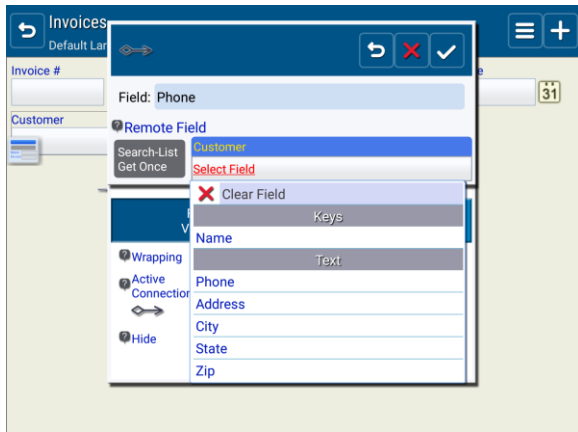 Invoices
Default Lar
Invoice #
e
31
Customer
Field: Phone
Remote Field
Search-List
Get Once
Customer
Select Field
Clear Field
Keys
Name
Text
Phone
Address
City
State
Zip
V
Wrapping
Active
Connection
Hide